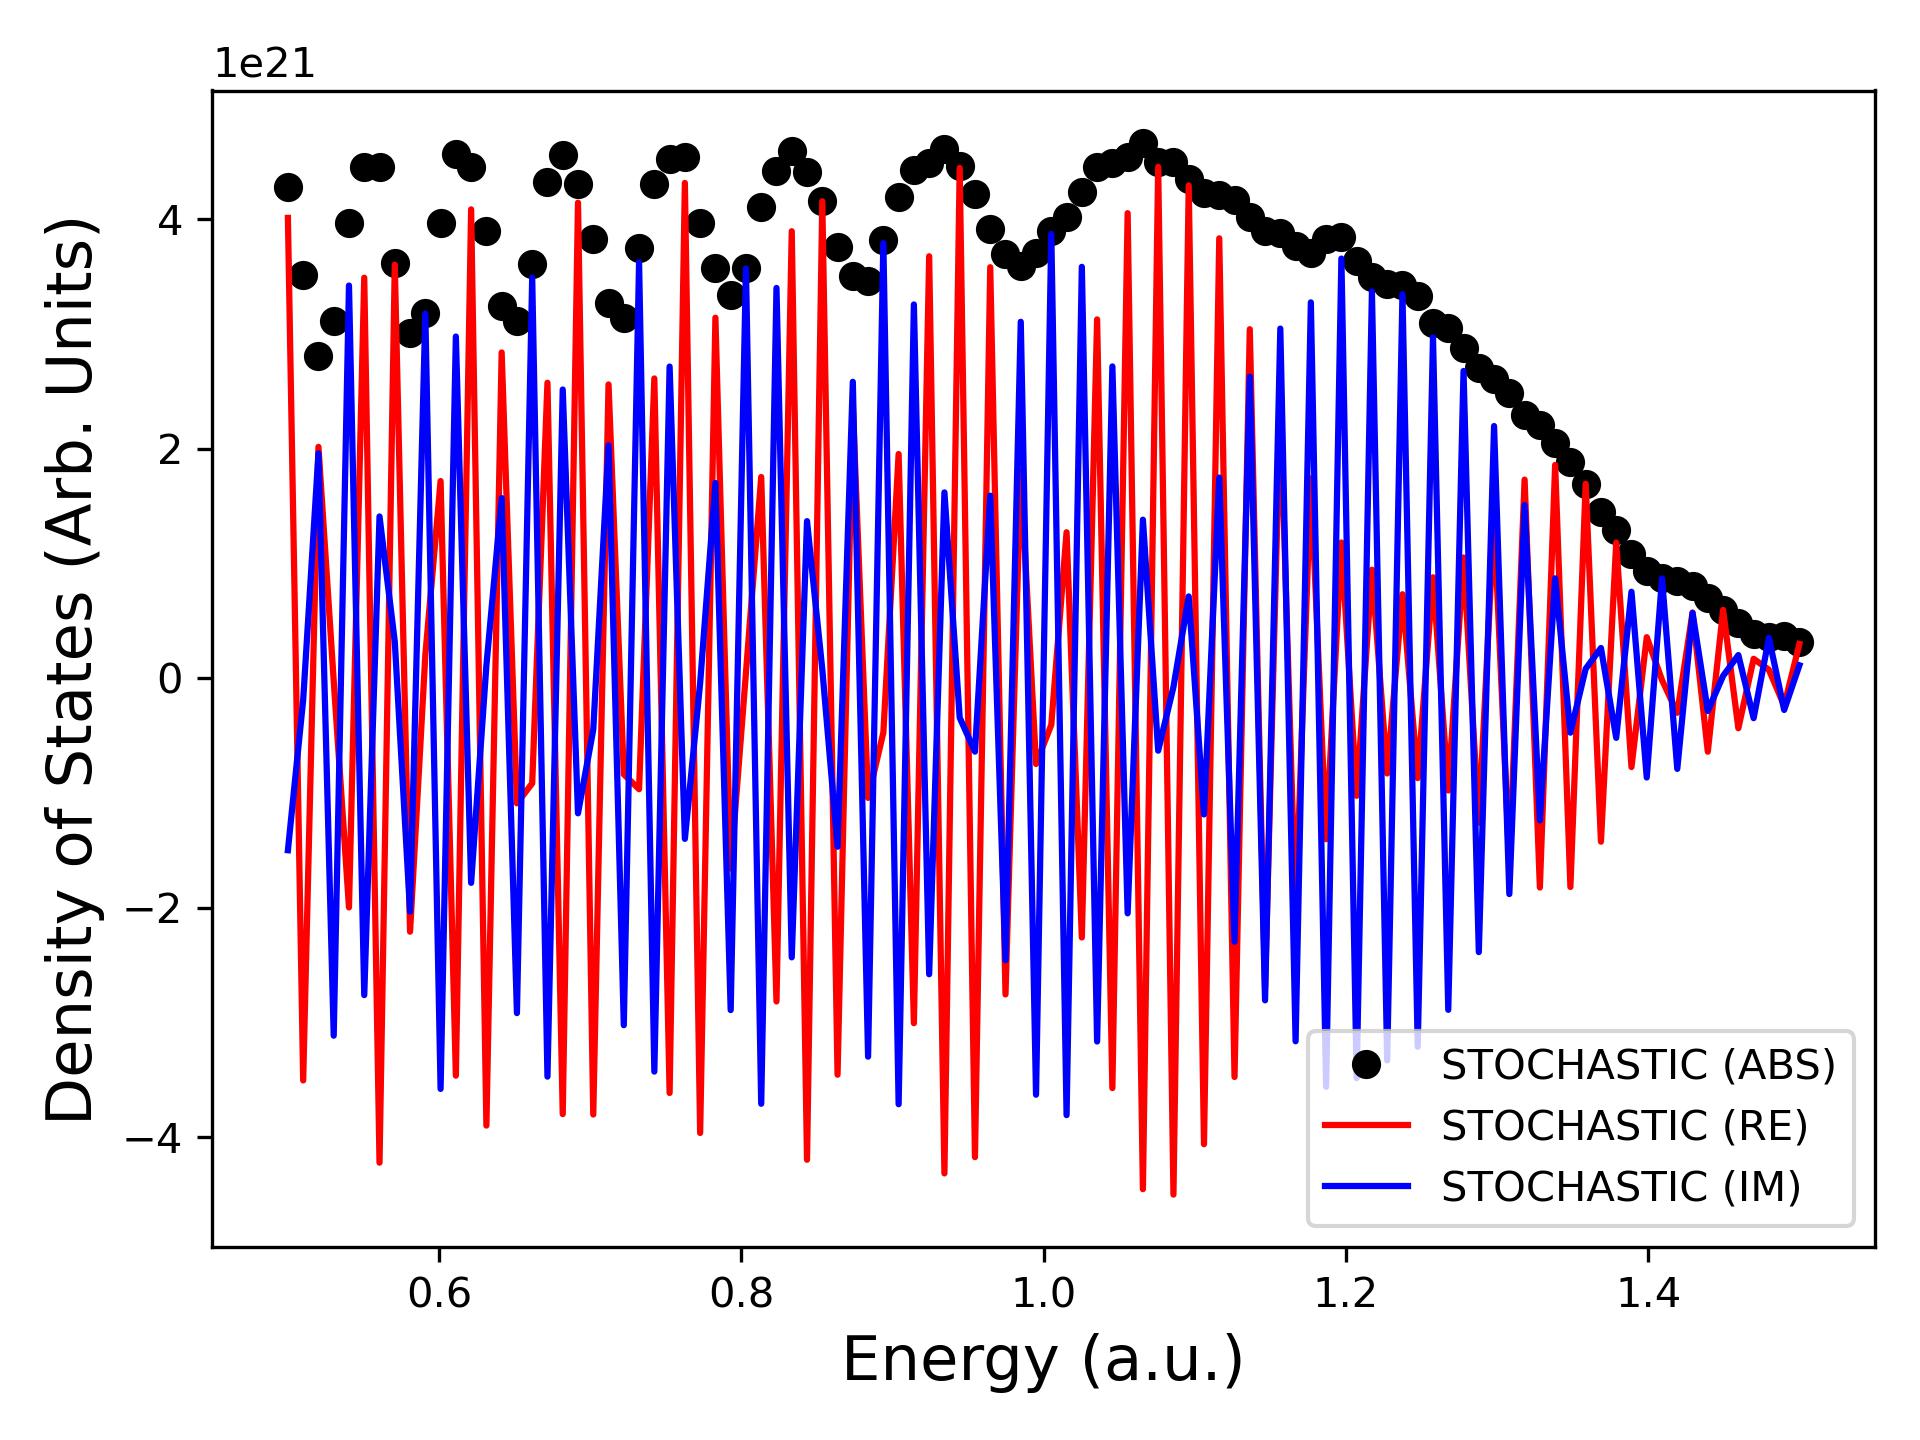 1e21
Density of States (Arb. Units)
4
2
0
−2
−4
STOCHASTIC (ABS)
STOCHASTIC (RE)
STOCHASTIC (IM)
0.6 0.8 1.0 1.2 1.4
Energy (a.u.)